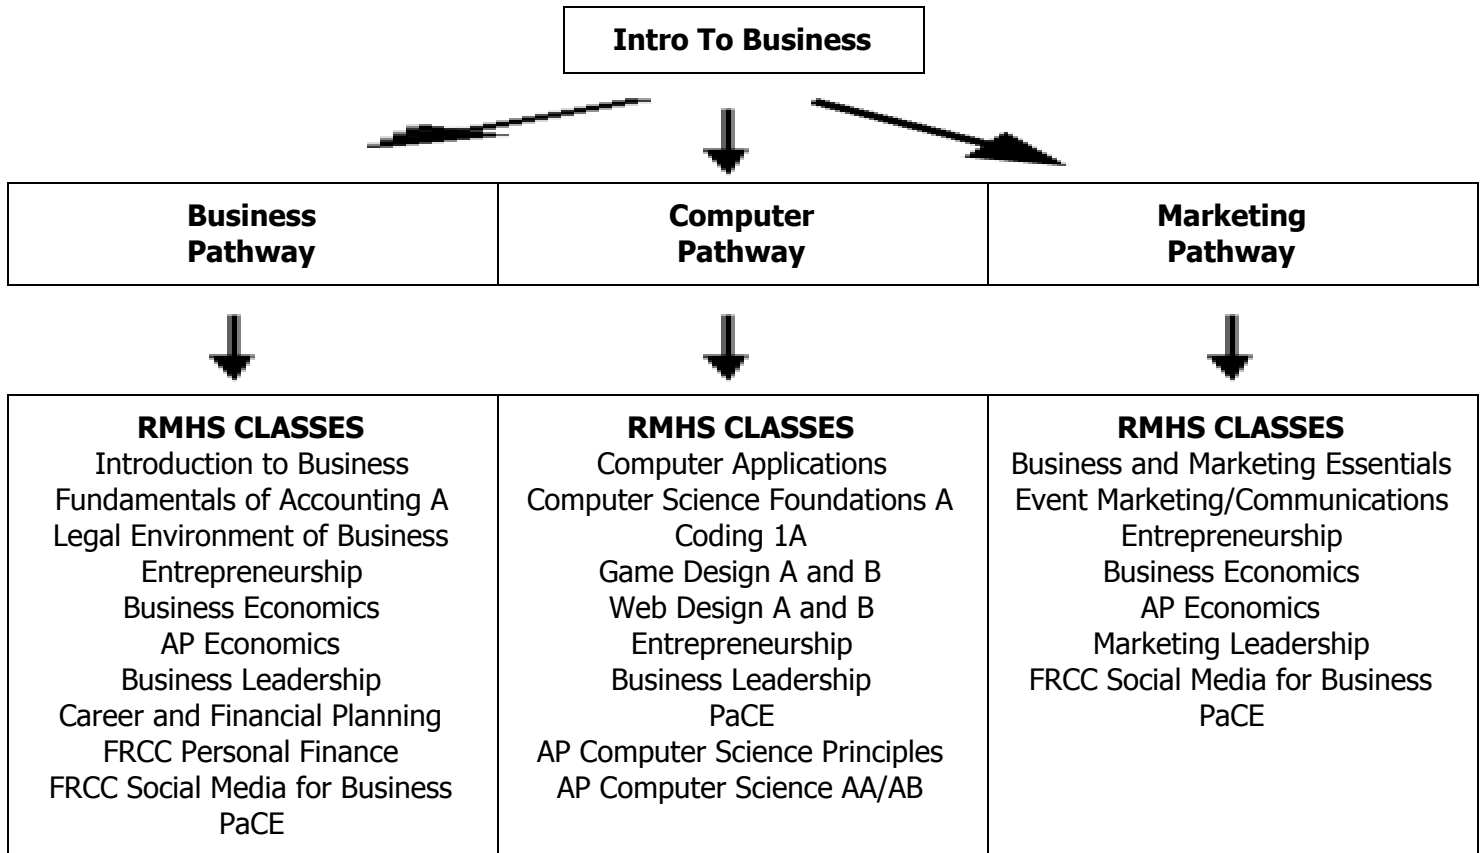 Intro To Business
Business
Pathway
Computer
Pathway
Marketing
Pathway
RMHS CLASSES
Introduction to Business
Fundamentals of Accounting A
Legal Environment of Business
Entrepreneurship
Business Economics
AP Economics
Business Leadership
Career and Financial Planning
FRCC Personal Finance
FRCC Social Media for Business
PaCE
RMHS CLASSES
Computer Applications
Computer Science Foundations A
Coding 1A
Game Design A and B
Web Design A and B
Entrepreneurship
Business Leadership
PaCE
AP Computer Science Principles
AP Computer Science AA/AB
RMHS CLASSES
Business and Marketing Essentials
Event Marketing/Communications
Entrepreneurship
Business Economics
AP Economics
Marketing Leadership
FRCC Social Media for Business
PaCE